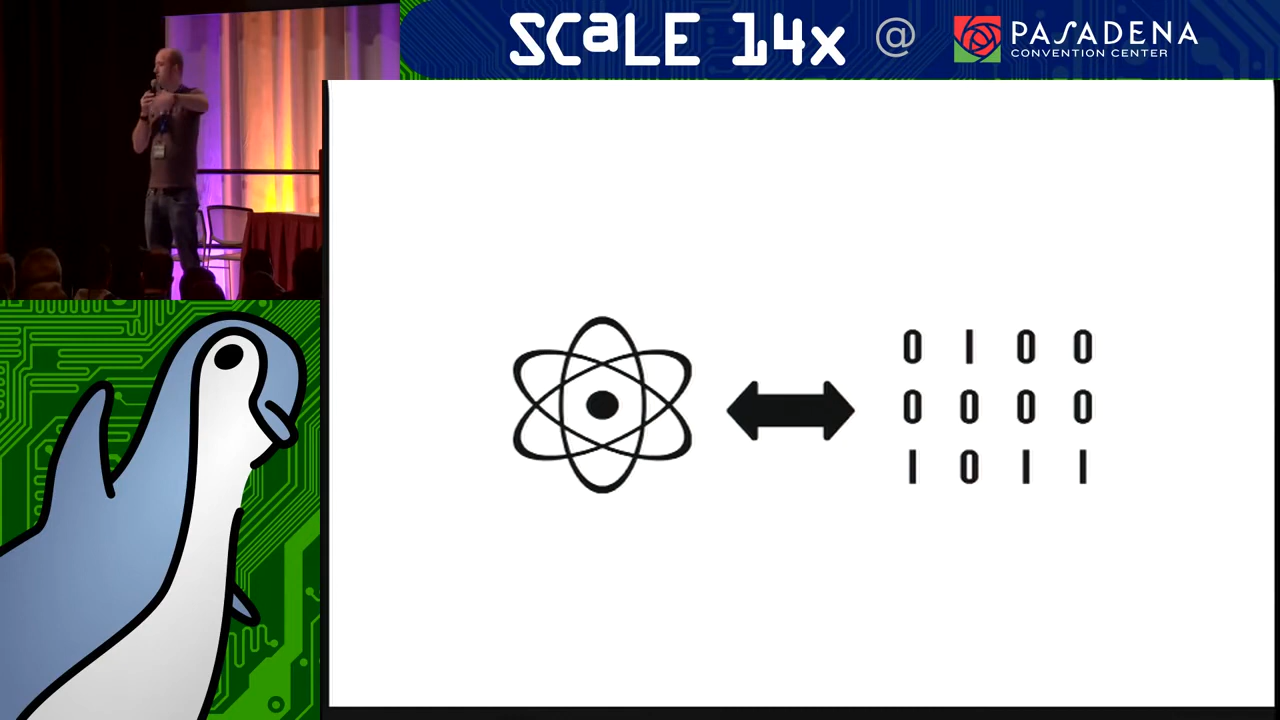 SCALE 14x @ PASADENA
CONVENTION CENTER
0 1 0 0
0 0 0 0
1 0 1 1